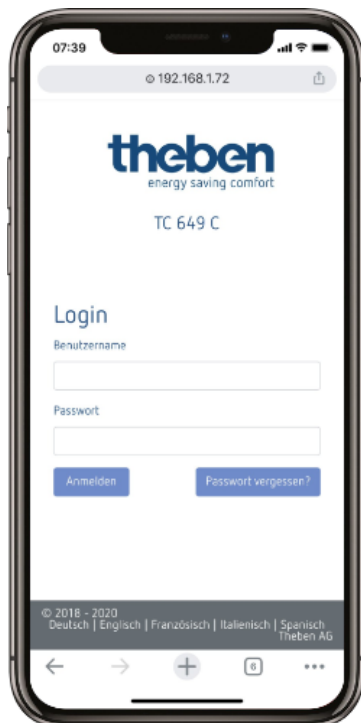 07:39
192.168.1.72
theben
energy saving comfort
TC 649 C
Login
Benutzername
Passwort
Anmelden
Passwort vergessen?
© 2018 - 2020
Deutsch | Englisch | Französisch | Italienisch | Spanisch
Theben AG
6